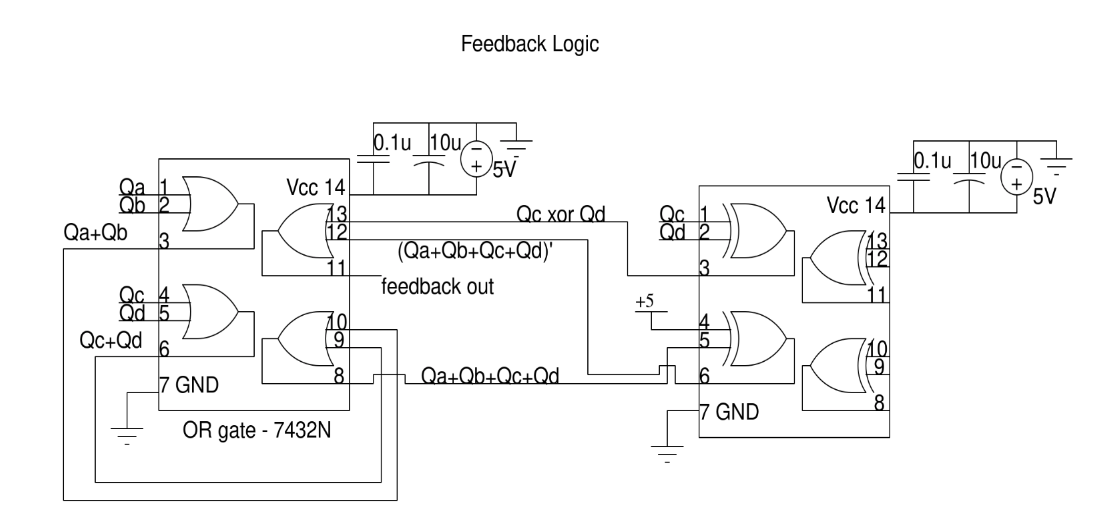 Feedback Logic
0.1u
10u
5V
Qa 1
Qb 2
Qa+Qb
3
Vcc 14
13
12
11
Qc xor Qd
(Qa+Qb+Qc+Qd)'
feedback out
Qc 4
Qd 5
Qc+Qd
6
10
9
8
Qa+Qb+Qc+Qd
7 GND
OR gate - 7432N
0.1u
10u
5V
Qc 1
Qd 2
3
Vcc 14
13
12
11
+5
4
5
6
10
9
8
7 GND